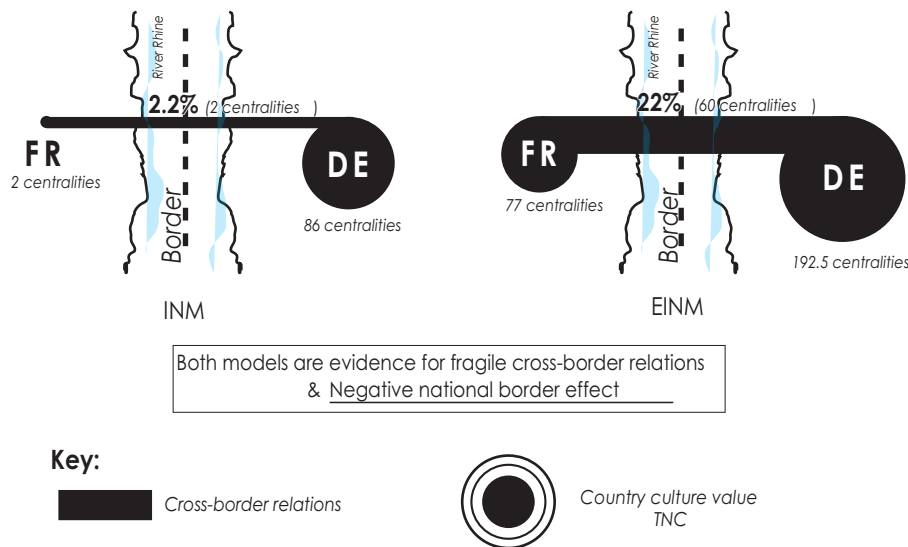 River Rhine
2.2% (2 centralities )
FR
2 centralities
DE
86 centralities
Border
INM
River Rhine
22% (60 centralities )
FR
77 centralities
DE
192.5 centralities
Border
EINM
Both models are evidence for fragile cross-border relations
& Negative national border effect
Key:
Cross-border relations
Country culture value
TNC